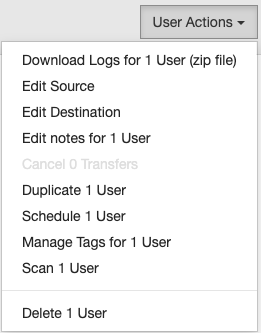 User Actions
Download Logs for 1 User (zip file)
Edit Source
Edit Destination
Edit notes for 1 User
Cancel 0 Transfers
Duplicate 1 User
Schedule 1 User
Manage Tags for 1 User
Scan 1 User
Delete 1 User